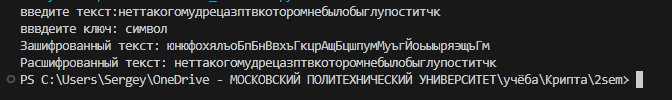 введите текст:неттакогомудрецазптвкоторомнебылобыглупоститчк
вввдеите ключ: символ
Зашифрованный текст: юнюфохяльоБпБнВвхъГкцрАщБцшпумМуъгЙоьыыряэщъГм
Расшифрованный текст: неттакогомудрецазптвкоторомнебылобыглупоститчк
PS C:\Users\Sergey\OneDrive - МОСКОВСКИЙ ПОЛИТЕХНИЧЕСКИЙ УНИВЕРСИТЕТ\учёба\Крипта\2sem>